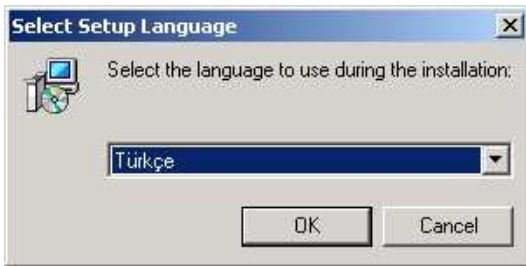 Select Setup Language
Select the language to use during the installation:
Türkçe
OK
Cancel